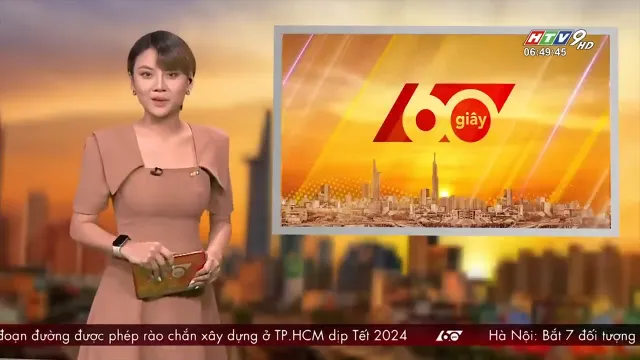 HTV9 HD
06:49:45
60 giây
đoạn đường được phép rào chắn xây dựng ở TP.HCM dịp Tết 2024 60 Hà Nội: Bắt 7 đối tượng